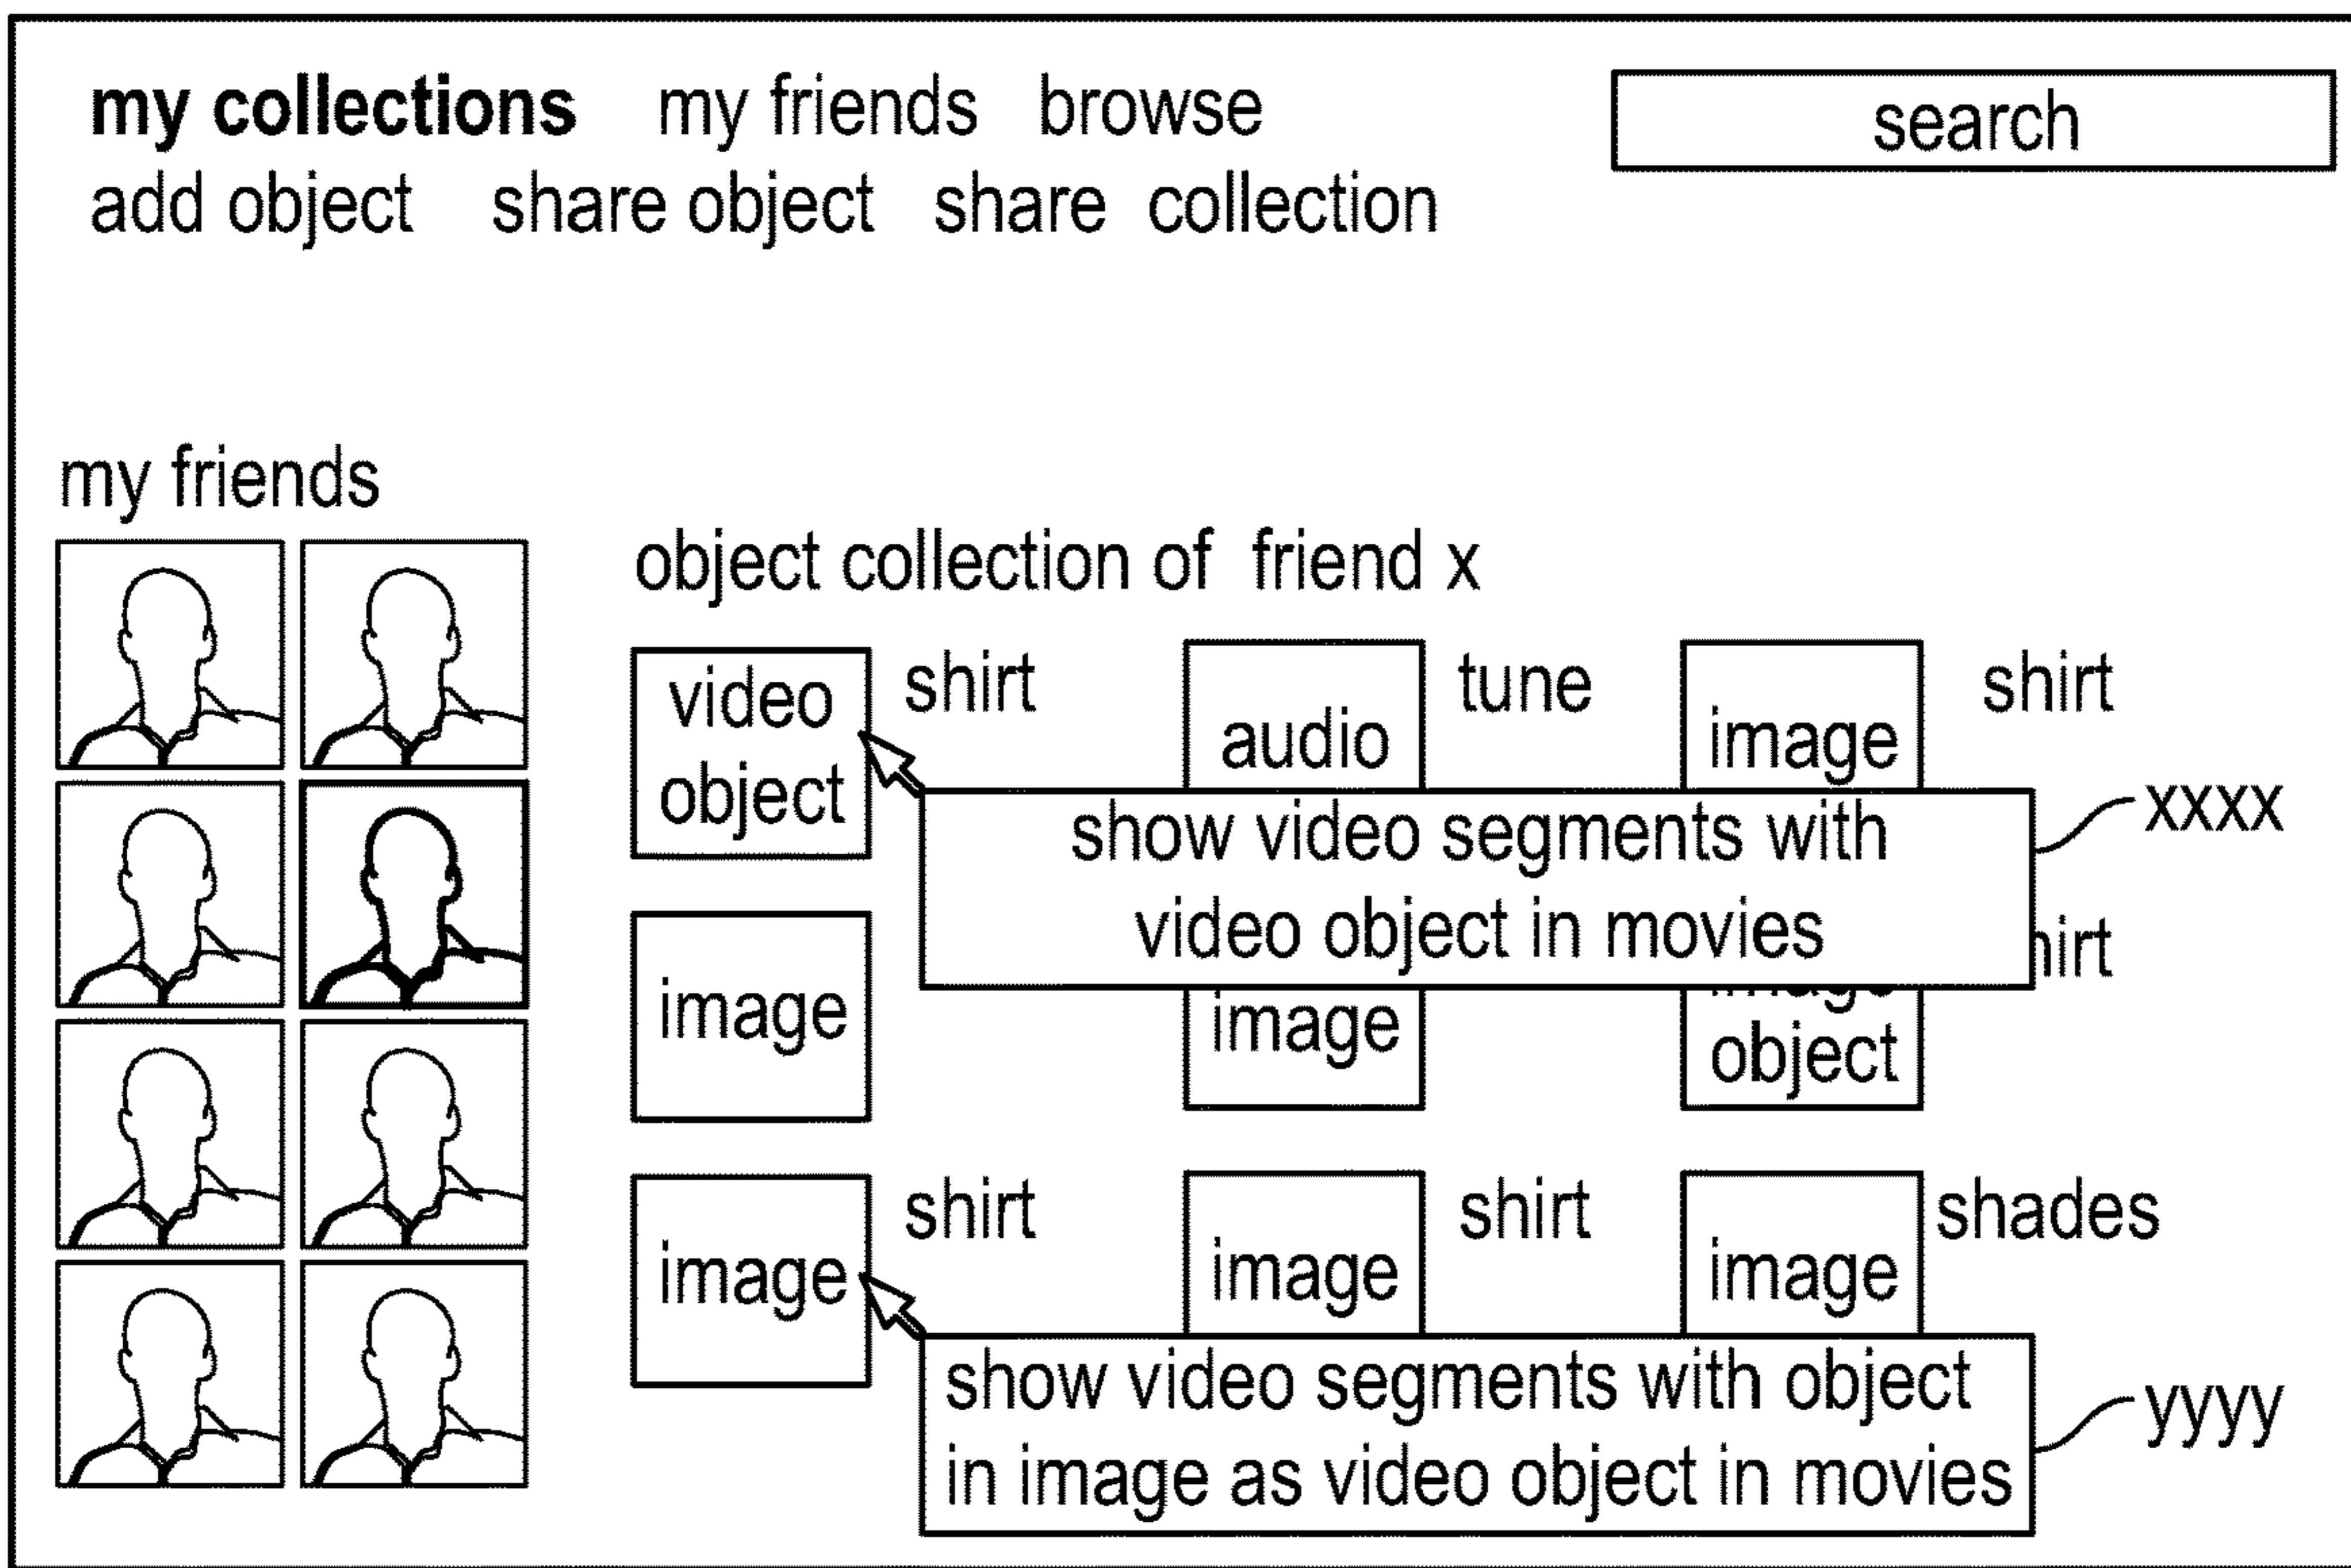 my collections my friends browse search
add object share object share collection
my friends
object collection of friend x
video object shirt
audio tune
image shirt
show video segments with
video object in movies
xxxx
image
image
object
image shirt
image shirt
image shades
show video segments with object
in image as video object in movies
yyyy